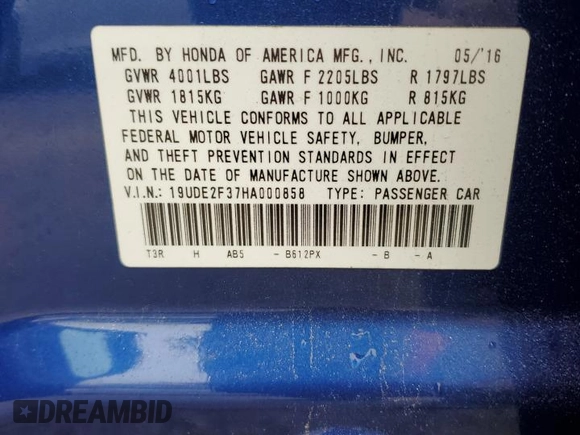 MFD. BY HONDA OF AMERICA MFG., INC. 05/'16
GVWR 4001LBS GAWR F 2205LBS R 1797LBS
GVWR 1815KG GAWR F 1000KG R 815KG
THIS VEHICLE CONFORMS TO ALL APPLICABLE
FEDERAL MOTOR VEHICLE SAFETY, BUMPER,
AND THEFT PREVENTION STANDARDS IN EFFECT
ON THE DATE OF MANUFACTURE SHOWN ABOVE.
V.I.N.: 19UDE2F37HA000858 TYPE: PASSENGER CAR
T3R H AB5 - B612PX - B - A
DREAMBID